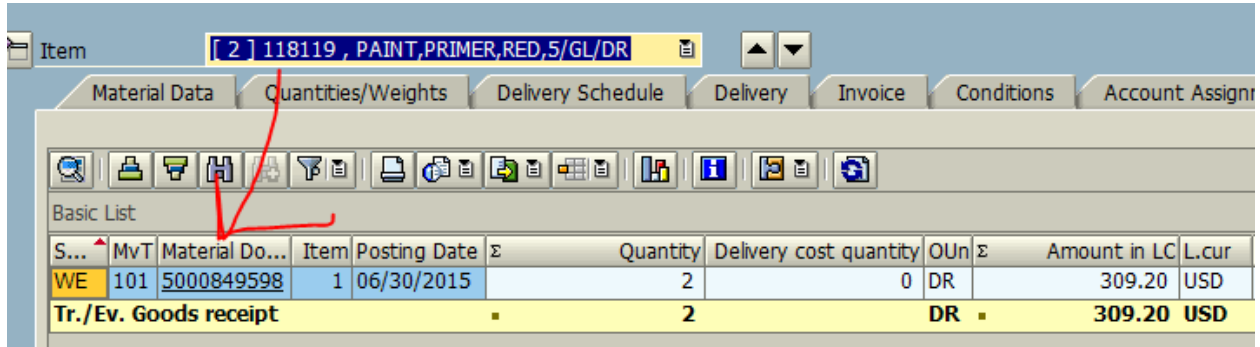 Item [ 2 ] 118119 , PAINT,PRIMER,RED,5/GL/DR
Material Data Quantities/Weights Delivery Schedule Delivery Invoice Conditions Account Assignm
Basic List
S... MvT Material Do... Item Posting Date Σ Quantity Delivery cost quantity OUn Σ Amount in LC L.cur
WE 101 5000849598 1 06/30/2015 2 0 DR 309.20 USD
Tr./Ev. Goods receipt 2 DR 309.20 USD